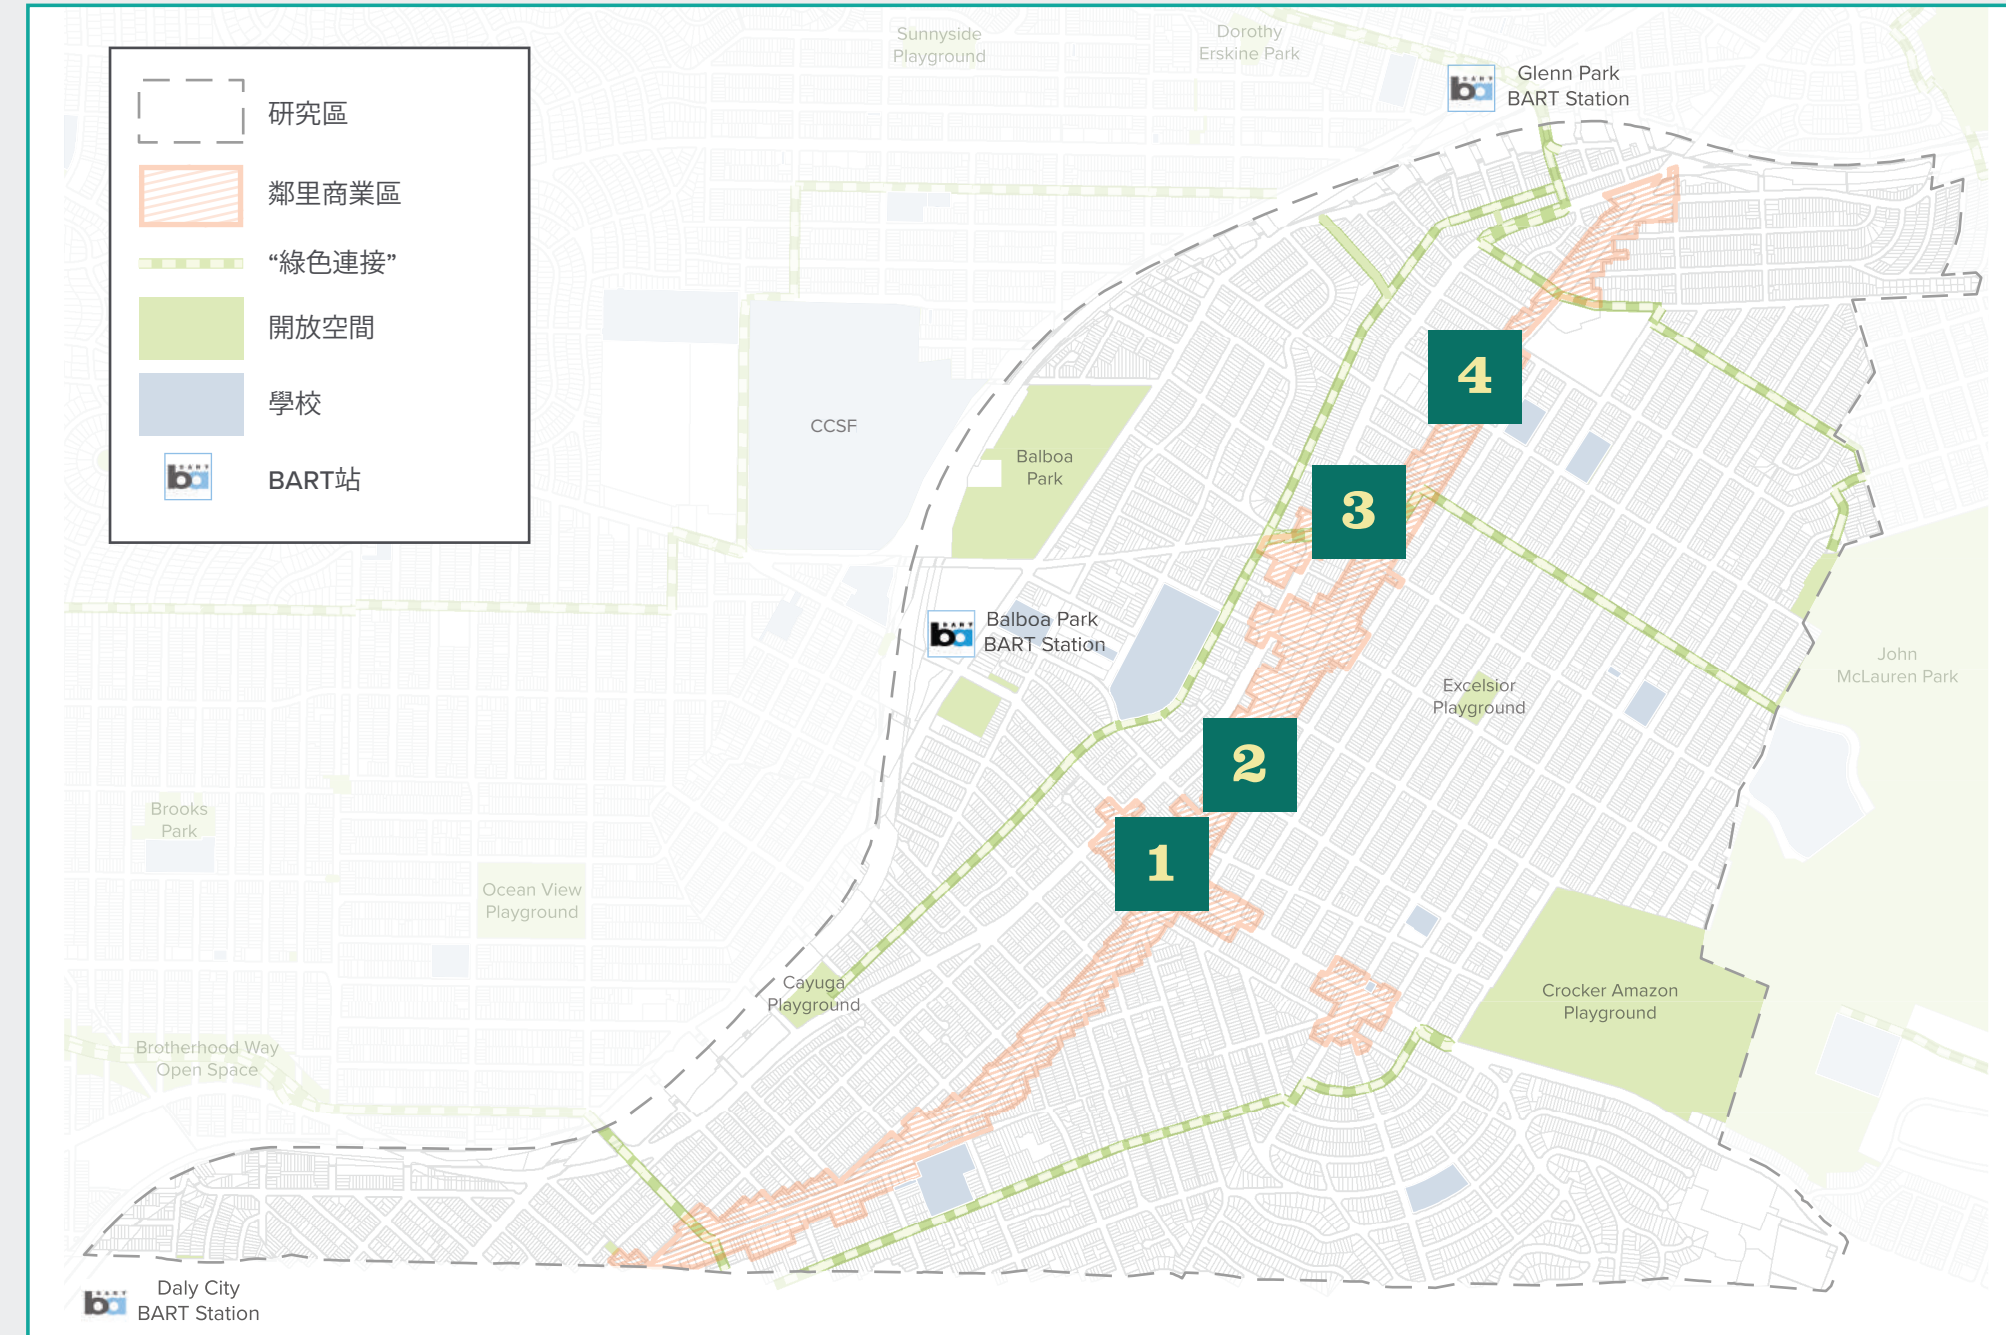 研究區
鄰里商業區
“綠色連接”
開放空間
學校
BART站
Sunnyside
Playground
Dorothy
Erskine Park
Glenn Park
BART Station
CCSF
Balboa
Park
4
3
Balboa Park
BART Station
John
McLauren Park
Excelsior
Playground
2
Brooks
Park
1
Ocean View
Playground
Cayuga
Playground
Crocker Amazon
Playground
Brotherhood Way
Open Space
Daly City
BART Station